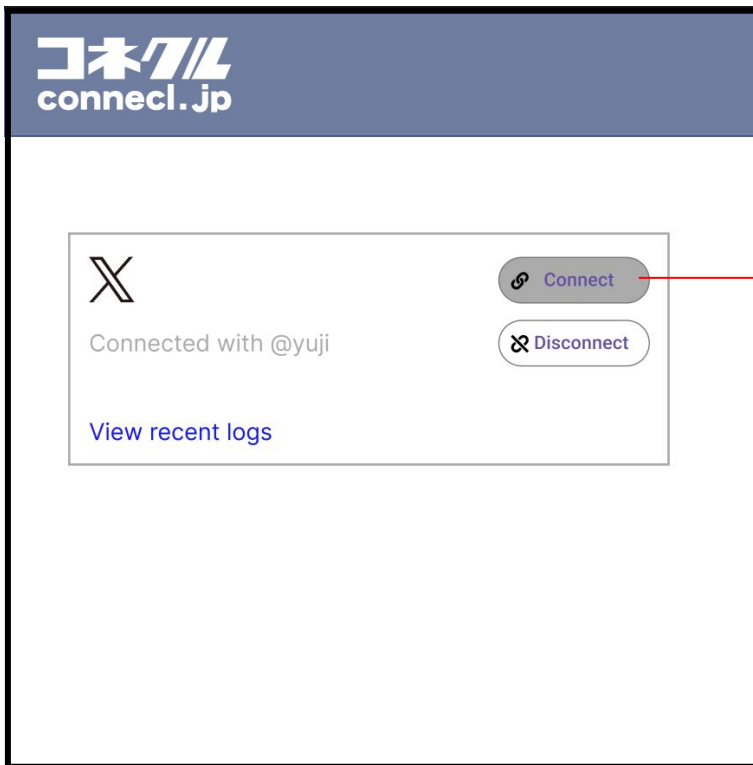 コネクル
connecl.jp
Connect
Connected with @yuji
Disconnect
View recent logs